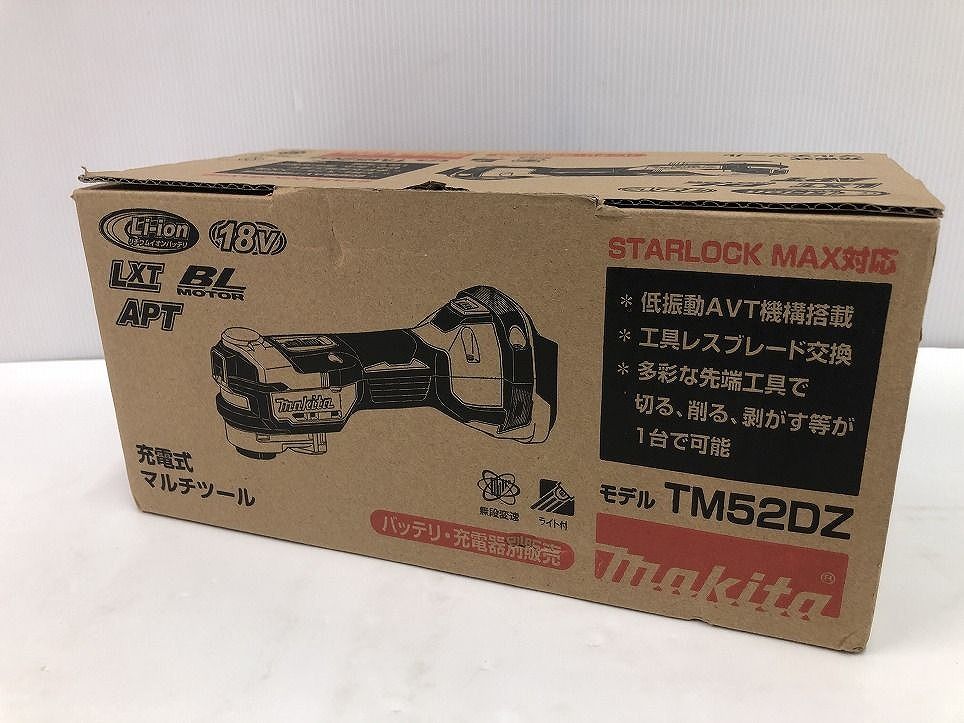 Li-ion
リチウムイオンバッテリ
18V
LXT
BL
MOTOR
APT
makita
充電式
マルチツール
無段変速
ライト付
バッテリ・充電器別販売
STARLOCK MAX対応
* 低振動AVT機構搭載
* 工具レスブレード交換
* 多彩な先端工具で
切る、削る、剥がす等が
1台で可能
モデル TM52DZ
makita®